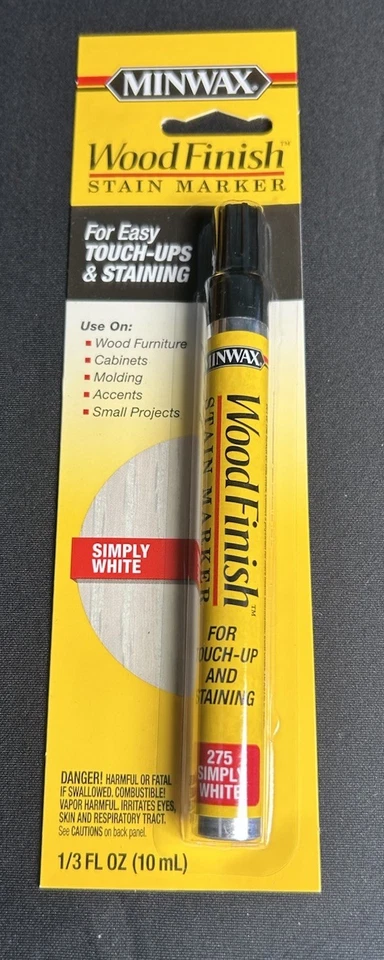 MINWAX
Wood Finish™
STAIN MARKER
For Easy
TOUCH-UPS
& STAINING
Use On:
Wood Furniture
Cabinets
Molding
Accents
Small Projects
SIMPLY
WHITE
MINWAX
Wood Finish™
STAIN MARKER
FOR
TOUCH-UP
AND
STAINING
275
SIMPLY
WHITE
DANGER! HARMFUL OR FATAL
IF SWALLOWED. COMBUSTIBLE!
VAPOR HARMFUL. IRRITATES EYES,
SKIN AND RESPIRATORY TRACT.
See CAUTIONS on back panel.
1/3 FL OZ (10 mL)